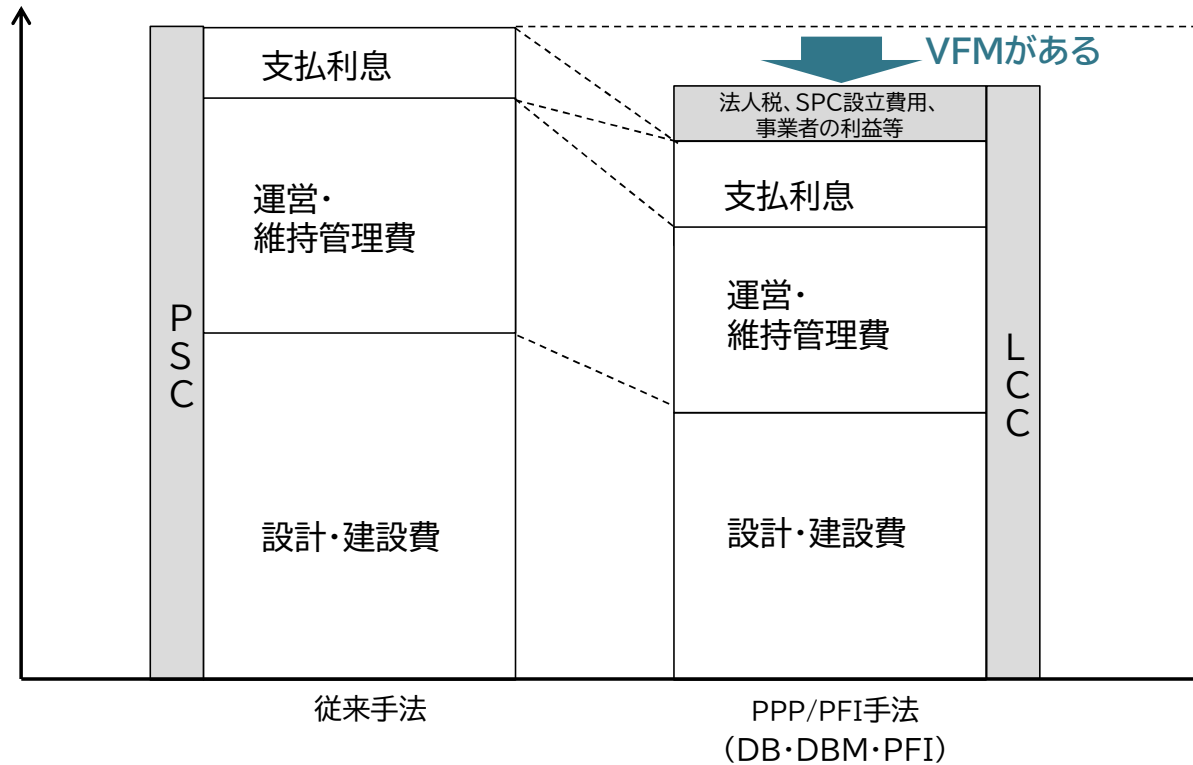 PSC
支払利息
運営・
維持管理費
設計・建設費
従来手法
VFMがある
法人税、SPC設立費用、
事業者の利益等
支払利息
運営・
維持管理費
設計・建設費
LCC
PPP/PFI手法
（DB・DBM・PFI）